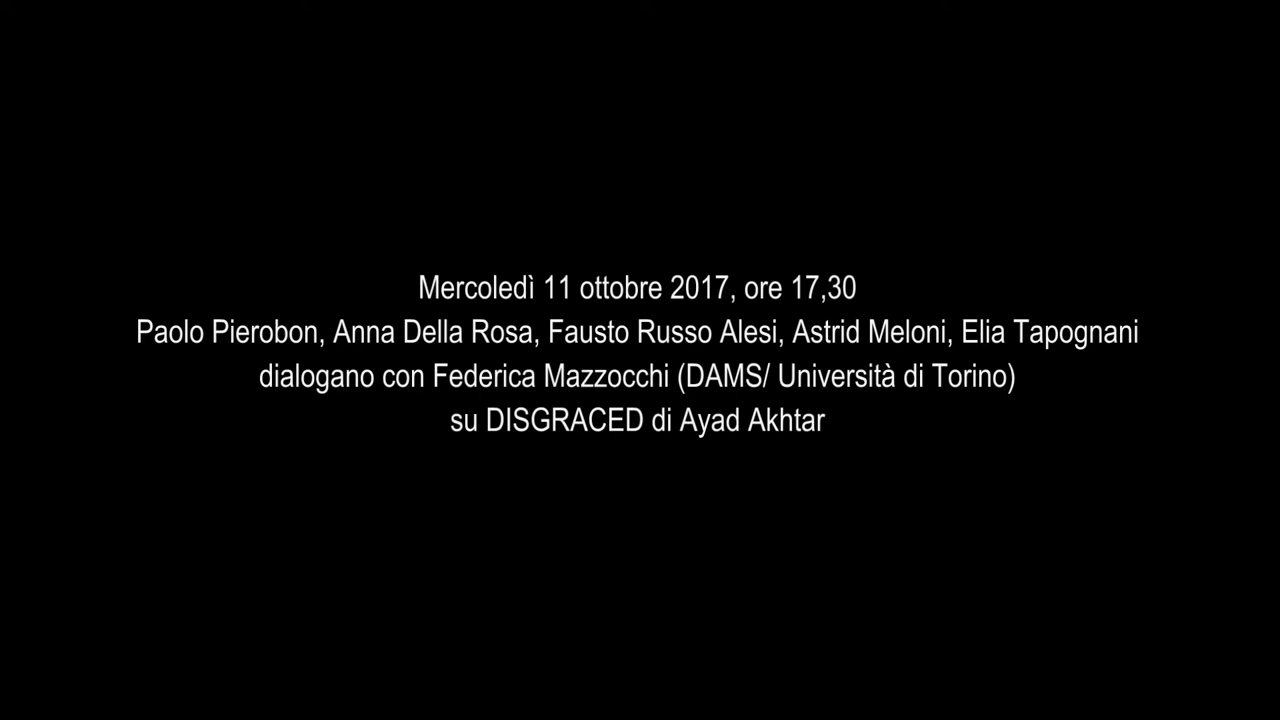 Mercoledì 11 ottobre 2017, ore 17,30
Paolo Pierobon, Anna Della Rosa, Fausto Russo Alesi, Astrid Meloni, Elia Tapognani
dialogano con Federica Mazzocchi (DAMS/ Università di Torino)
su DISGRACED di Ayad Akhtar